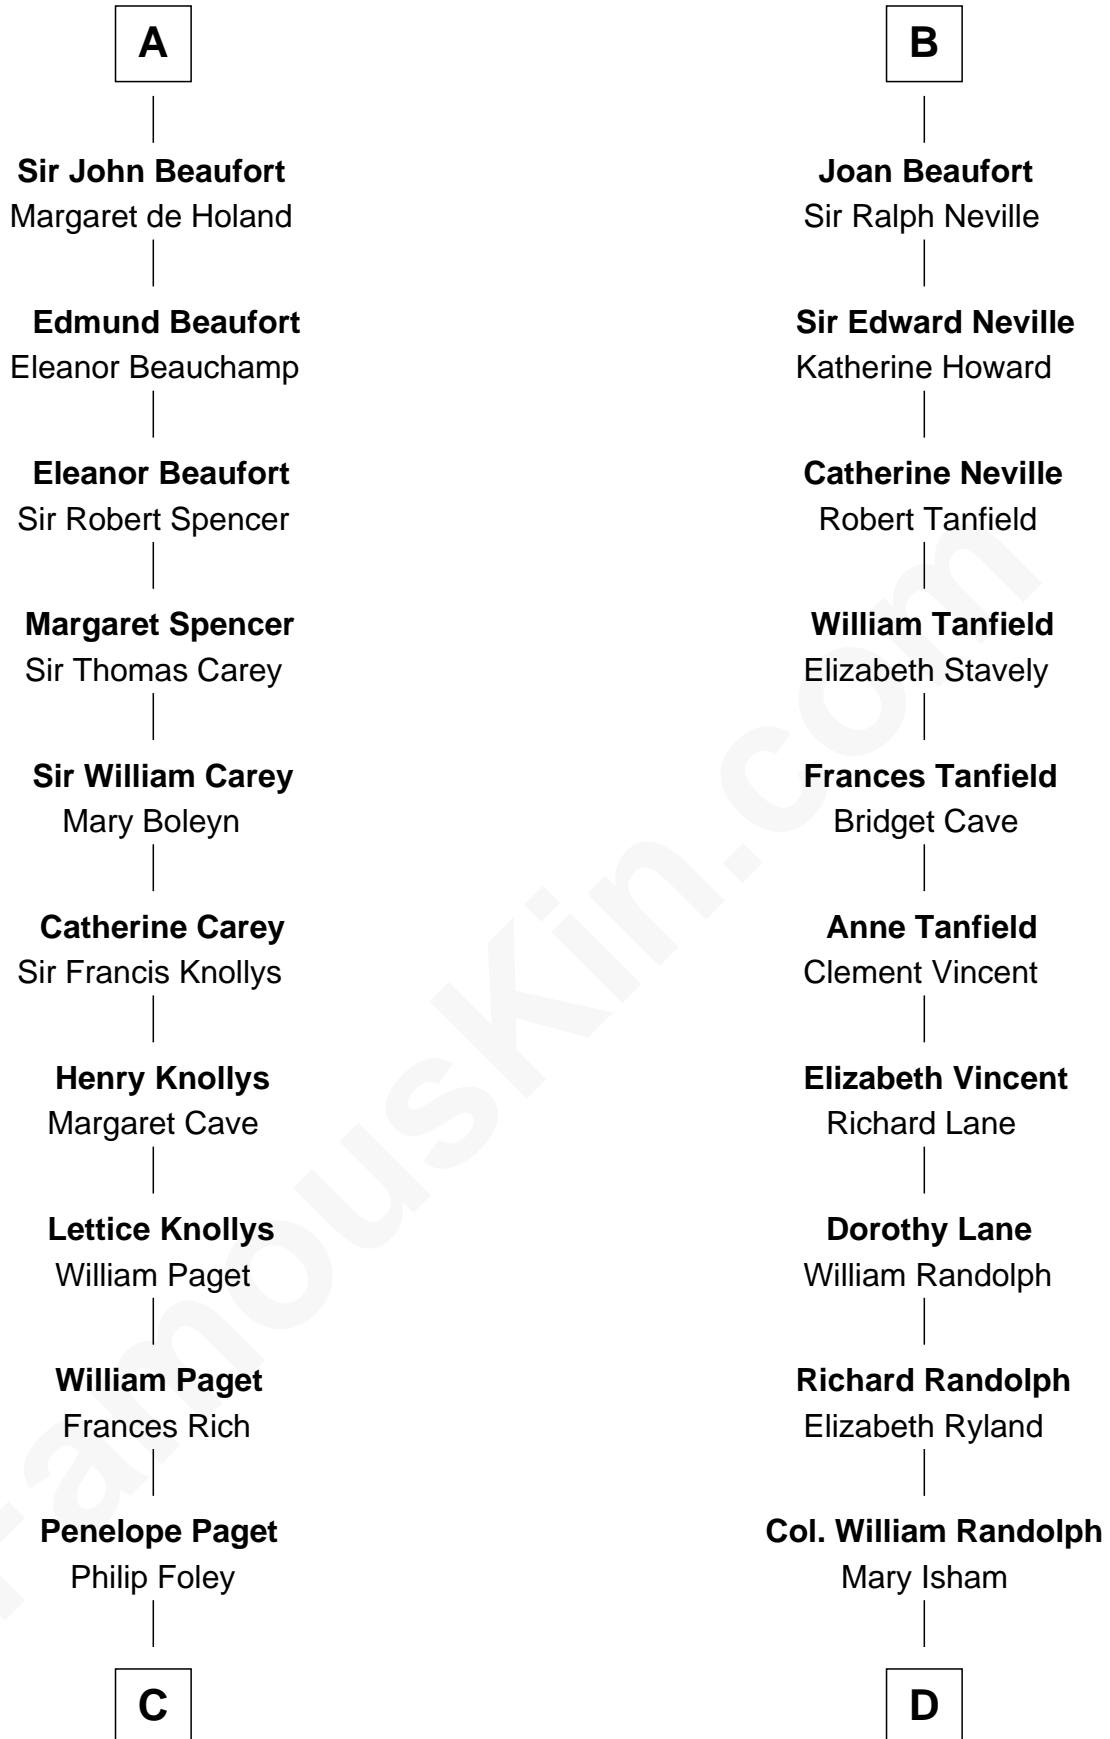 A
Sir John Beaufort
Margaret de Holand
Edmund Beaufort
Eleanor Beauchamp
Eleanor Beaufort
Sir Robert Spencer
Margaret Spencer
Sir Thomas Carey
Sir William Carey
Mary Boleyn
Catherine Carey
Sir Francis Knollys
Henry Knollys
Margaret Cave
Lettice Knollys
William Paget
William Paget
Frances Rich
Penelope Paget
Philip Foley
C
B
Joan Beaufort
Sir Ralph Neville
Sir Edward Neville
Katherine Howard
Catherine Neville
Robert Tanfield
William Tanfield
Elizabeth Stavely
Frances Tanfield
Bridget Cave
Anne Tanfield
Clement Vincent
Elizabeth Vincent
Richard Lane
Dorothy Lane
William Randolph
Richard Randolph
Elizabeth Ryland
Col. William Randolph
Mary Isham
D
FamousKin.com